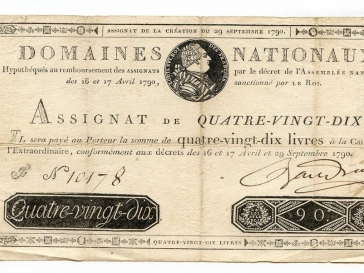 ASSIGNAT DE LA CRÉATION DU 29 SEPTEMBRE 1790.
DOMAINES NATIONAUX
Hypothéqués au remboursement des ASSIGNATS par le décret de l'ASSEMBLÉE NAT
des 16 et 17 Avril 1790, sanctionné par LE ROI.
ASSIGNAT DE QUATRE-VINGT-DIX
IL sera payé au Porteur la somme de quatre-vingt-dix livres à la Cai
l'Extraordinaire, conformément aux décrets des 16 et 17 Avril et 29 Septembre 1790.
N.º 10178
Quatre-vingt-dix 90
QUATRE-VINGT-DIX LIVRES